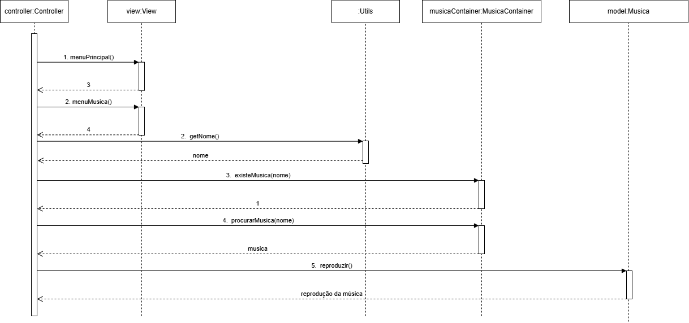 controller:Controller
view:View
:Utils
musicaContainer:MusicaContainer
model:Musica
1. menuPrincipal()
3
2. menuMusica()
4
2. getNome()
nome
3. existeMusica(nome)
1
4. procurarMusica(nome)
musica
5. reproduzir()
reprodução da música